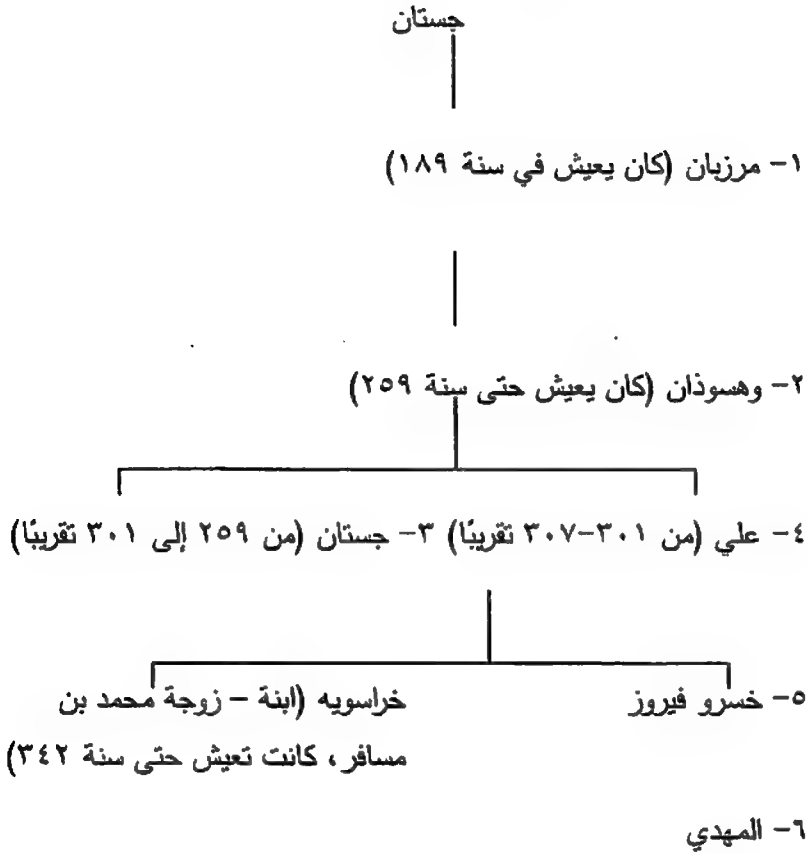 جستان
١- مرزبان (كان يعيش في سنة ١٨٩)
٢- وهسوذان (كان يعيش حتى سنة ٢٥٩)
٤- علي (من ٣٠١-٣٠٧ تقريبًا) ٣- جستان (من ٢٥٩ إلى ٣٠١ تقريبًا)
٥- خسرو فيروز خراسويه (ابنة – زوجة محمد بن
مسافر، كانت تعيش حتى سنة ٣٤٢)
٦- المهدي